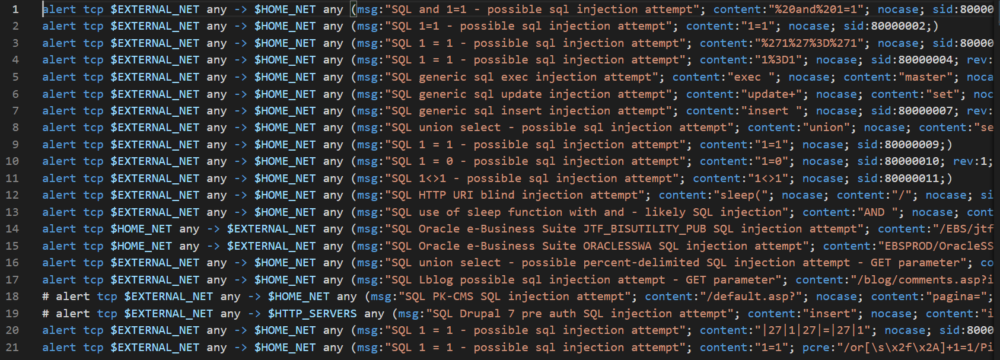 1 alert tcp $EXTERNAL_NET any -> $HOME_NET any (msg:"SQL and 1=1 - possible sql injection attempt"; content:"%20and%201=1"; nocase; sid:80000
2 alert tcp $EXTERNAL_NET any -> $HOME_NET any (msg:"SQL 1=1 - possible sql injection attempt"; content:"1=1"; nocase; sid:80000002;)
3 alert tcp $EXTERNAL_NET any -> $HOME_NET any (msg:"SQL 1 = 1 - possible sql injection attempt"; content:"%271%27%3D%271"; nocase; sid:80000
4 alert tcp $EXTERNAL_NET any -> $HOME_NET any (msg:"SQL 1 = 1 - possible sql injection attempt"; content:"1%3D1"; nocase; sid:80000004; rev:
5 alert tcp $EXTERNAL_NET any -> $HOME_NET any (msg:"SQL generic sql exec injection attempt"; content:"exec "; nocase; content:"master"; noca
6 alert tcp $EXTERNAL_NET any -> $HOME_NET any (msg:"SQL generic sql update injection attempt"; content:"update+"; nocase; content:"set"; noc
7 alert tcp $EXTERNAL_NET any -> $HOME_NET any (msg:"SQL generic sql insert injection attempt"; content:"insert "; nocase; sid:80000007; rev:
8 alert tcp $EXTERNAL_NET any -> $HOME_NET any (msg:"SQL union select - possible sql injection attempt"; content:"union"; nocase; content:"se
9 alert tcp $EXTERNAL_NET any -> $HOME_NET any (msg:"SQL 1 = 1 - possible sql injection attempt"; content:"1=1"; nocase; sid:80000009;)
10 alert tcp $EXTERNAL_NET any -> $HOME_NET any (msg:"SQL 1 = 0 - possible sql injection attempt"; content:"1=0"; nocase; sid:80000010; rev:1;
11 alert tcp $EXTERNAL_NET any -> $HOME_NET any (msg:"SQL 1<>1 - possible sql injection attempt"; content:"1<>1"; nocase; sid:80000011;)
12 alert tcp $EXTERNAL_NET any -> $HOME_NET any (msg:"SQL HTTP URI blind injection attempt"; content:"sleep("; nocase; content:"/"; nocase; si
13 alert tcp $EXTERNAL_NET any -> $HOME_NET any (msg:"SQL use of sleep function with and - likely SQL injection"; content:"AND "; nocase; cont
14 alert tcp $HOME_NET any -> $EXTERNAL_NET any (msg:"SQL Oracle e-Business Suite JTF_BISUTILITY_PUB SQL injection attempt"; content:"/EBS/jtf
15 alert tcp $HOME_NET any -> $EXTERNAL_NET any (msg:"SQL Oracle e-Business Suite ORACLESSWA SQL injection attempt"; content:"EBSPROD/OracleSS
16 alert tcp $EXTERNAL_NET any -> $HOME_NET any (msg:"SQL union select - possible percent-delimited SQL injection attempt - GET parameter"; co
17 alert tcp $EXTERNAL_NET any -> $HOME_NET any (msg:"SQL Lblog possible sql injection attempt - GET parameter"; content:"/blog/comments.asp?i
18 # alert tcp $EXTERNAL_NET any -> $HOME_NET any (msg:"SQL PK-CMS SQL injection attempt"; content:"/default.asp?"; nocase; content:"pagina=";
19 # alert tcp $EXTERNAL_NET any -> $HTTP_SERVERS any (msg:"SQL Drupal 7 pre auth SQL injection attempt"; content:"insert"; nocase; content:"i
20 alert tcp $EXTERNAL_NET any -> $HOME_NET any (msg:"SQL 1 = 1 - possible sql injection attempt"; content:"|27|1|27|=|27|1"; nocase; sid:8000
21 alert tcp $EXTERNAL_NET any -> $HOME_NET any (msg:"SQL 1 = 1 - possible sql injection attempt"; content:"1=1"; pcre:"/or[\s\x2f\x2A]+1=1/Pi